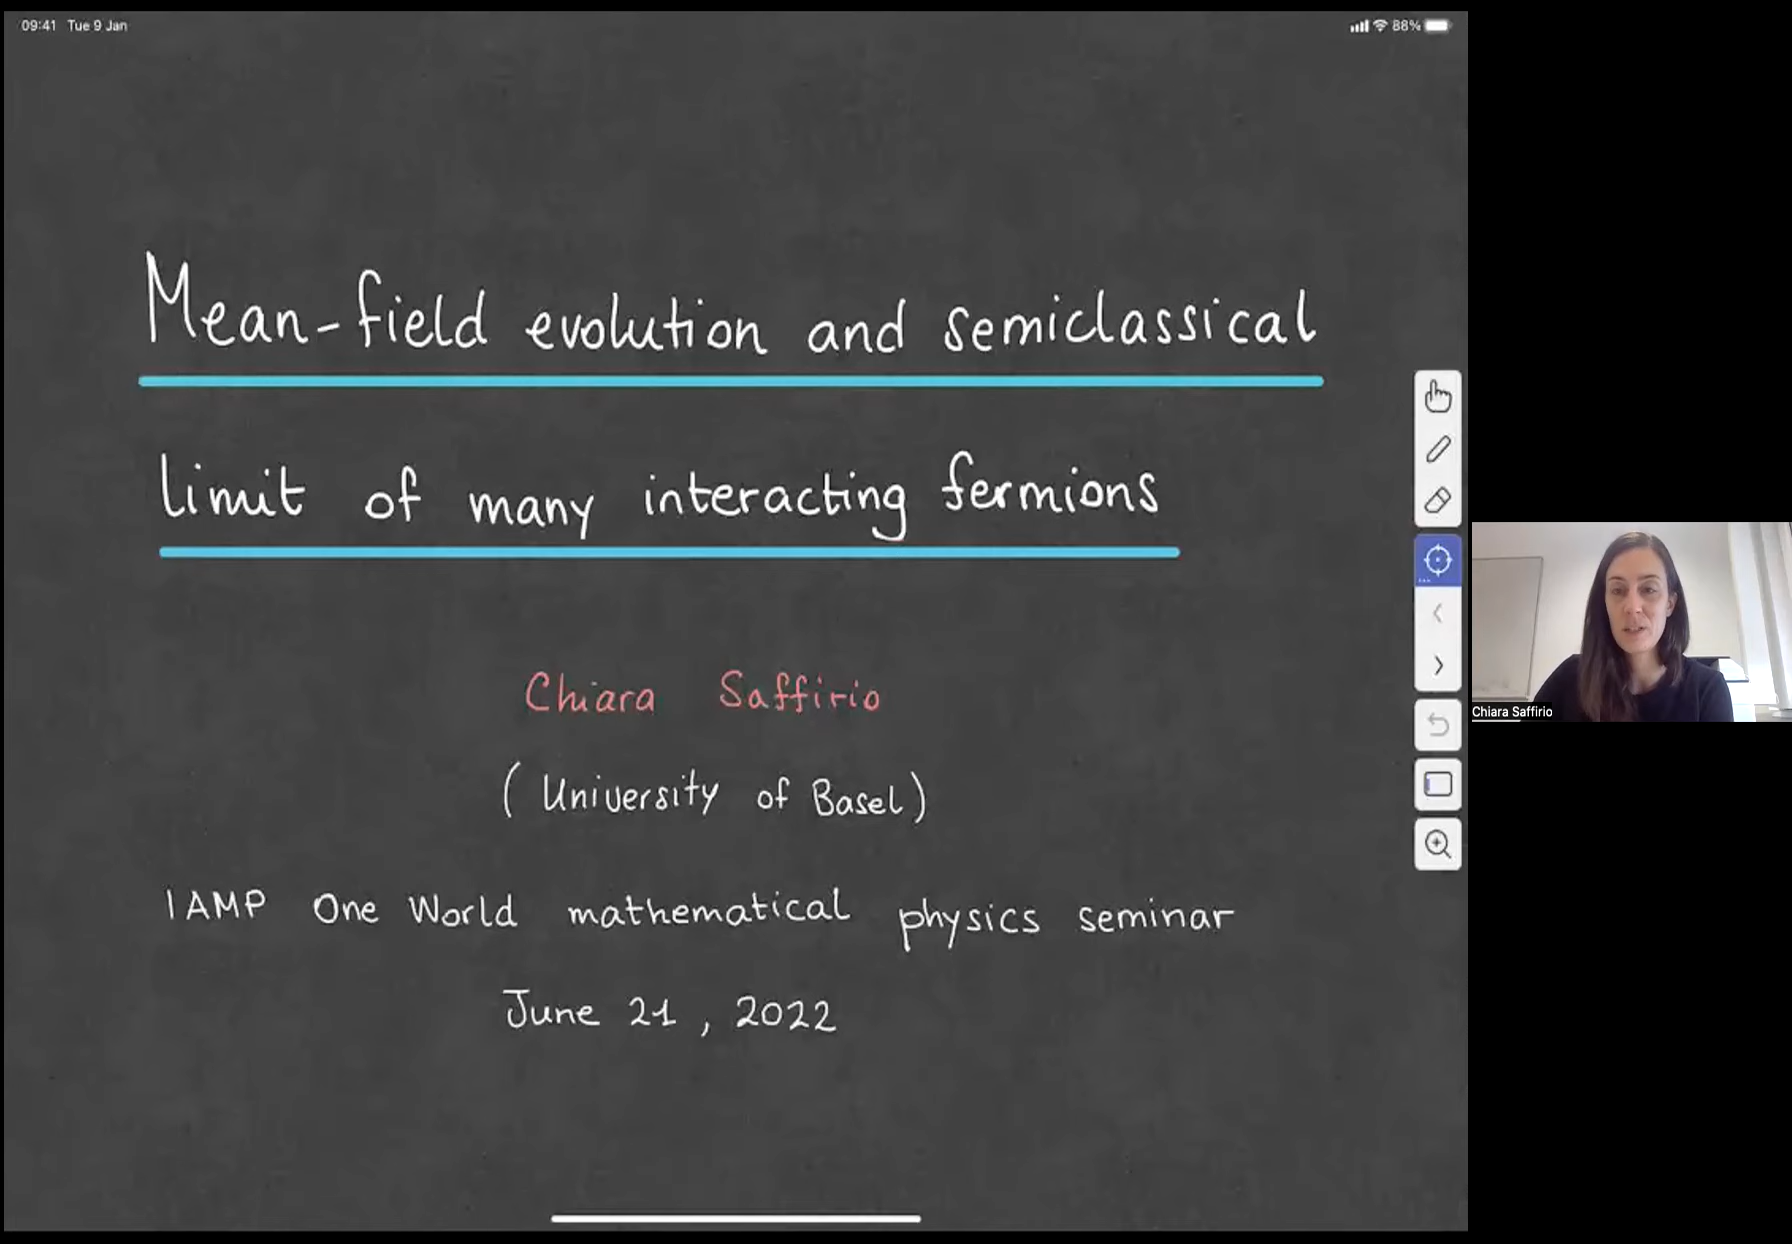 09:41 Tue 9 Jan
88%
Mean-field evolution and semiclassical
limit of many interacting fermions
Chiara Saffirio
(University of Basel)
IAMP One World mathematical physics seminar
June 21, 2022
Chiara Saffirio